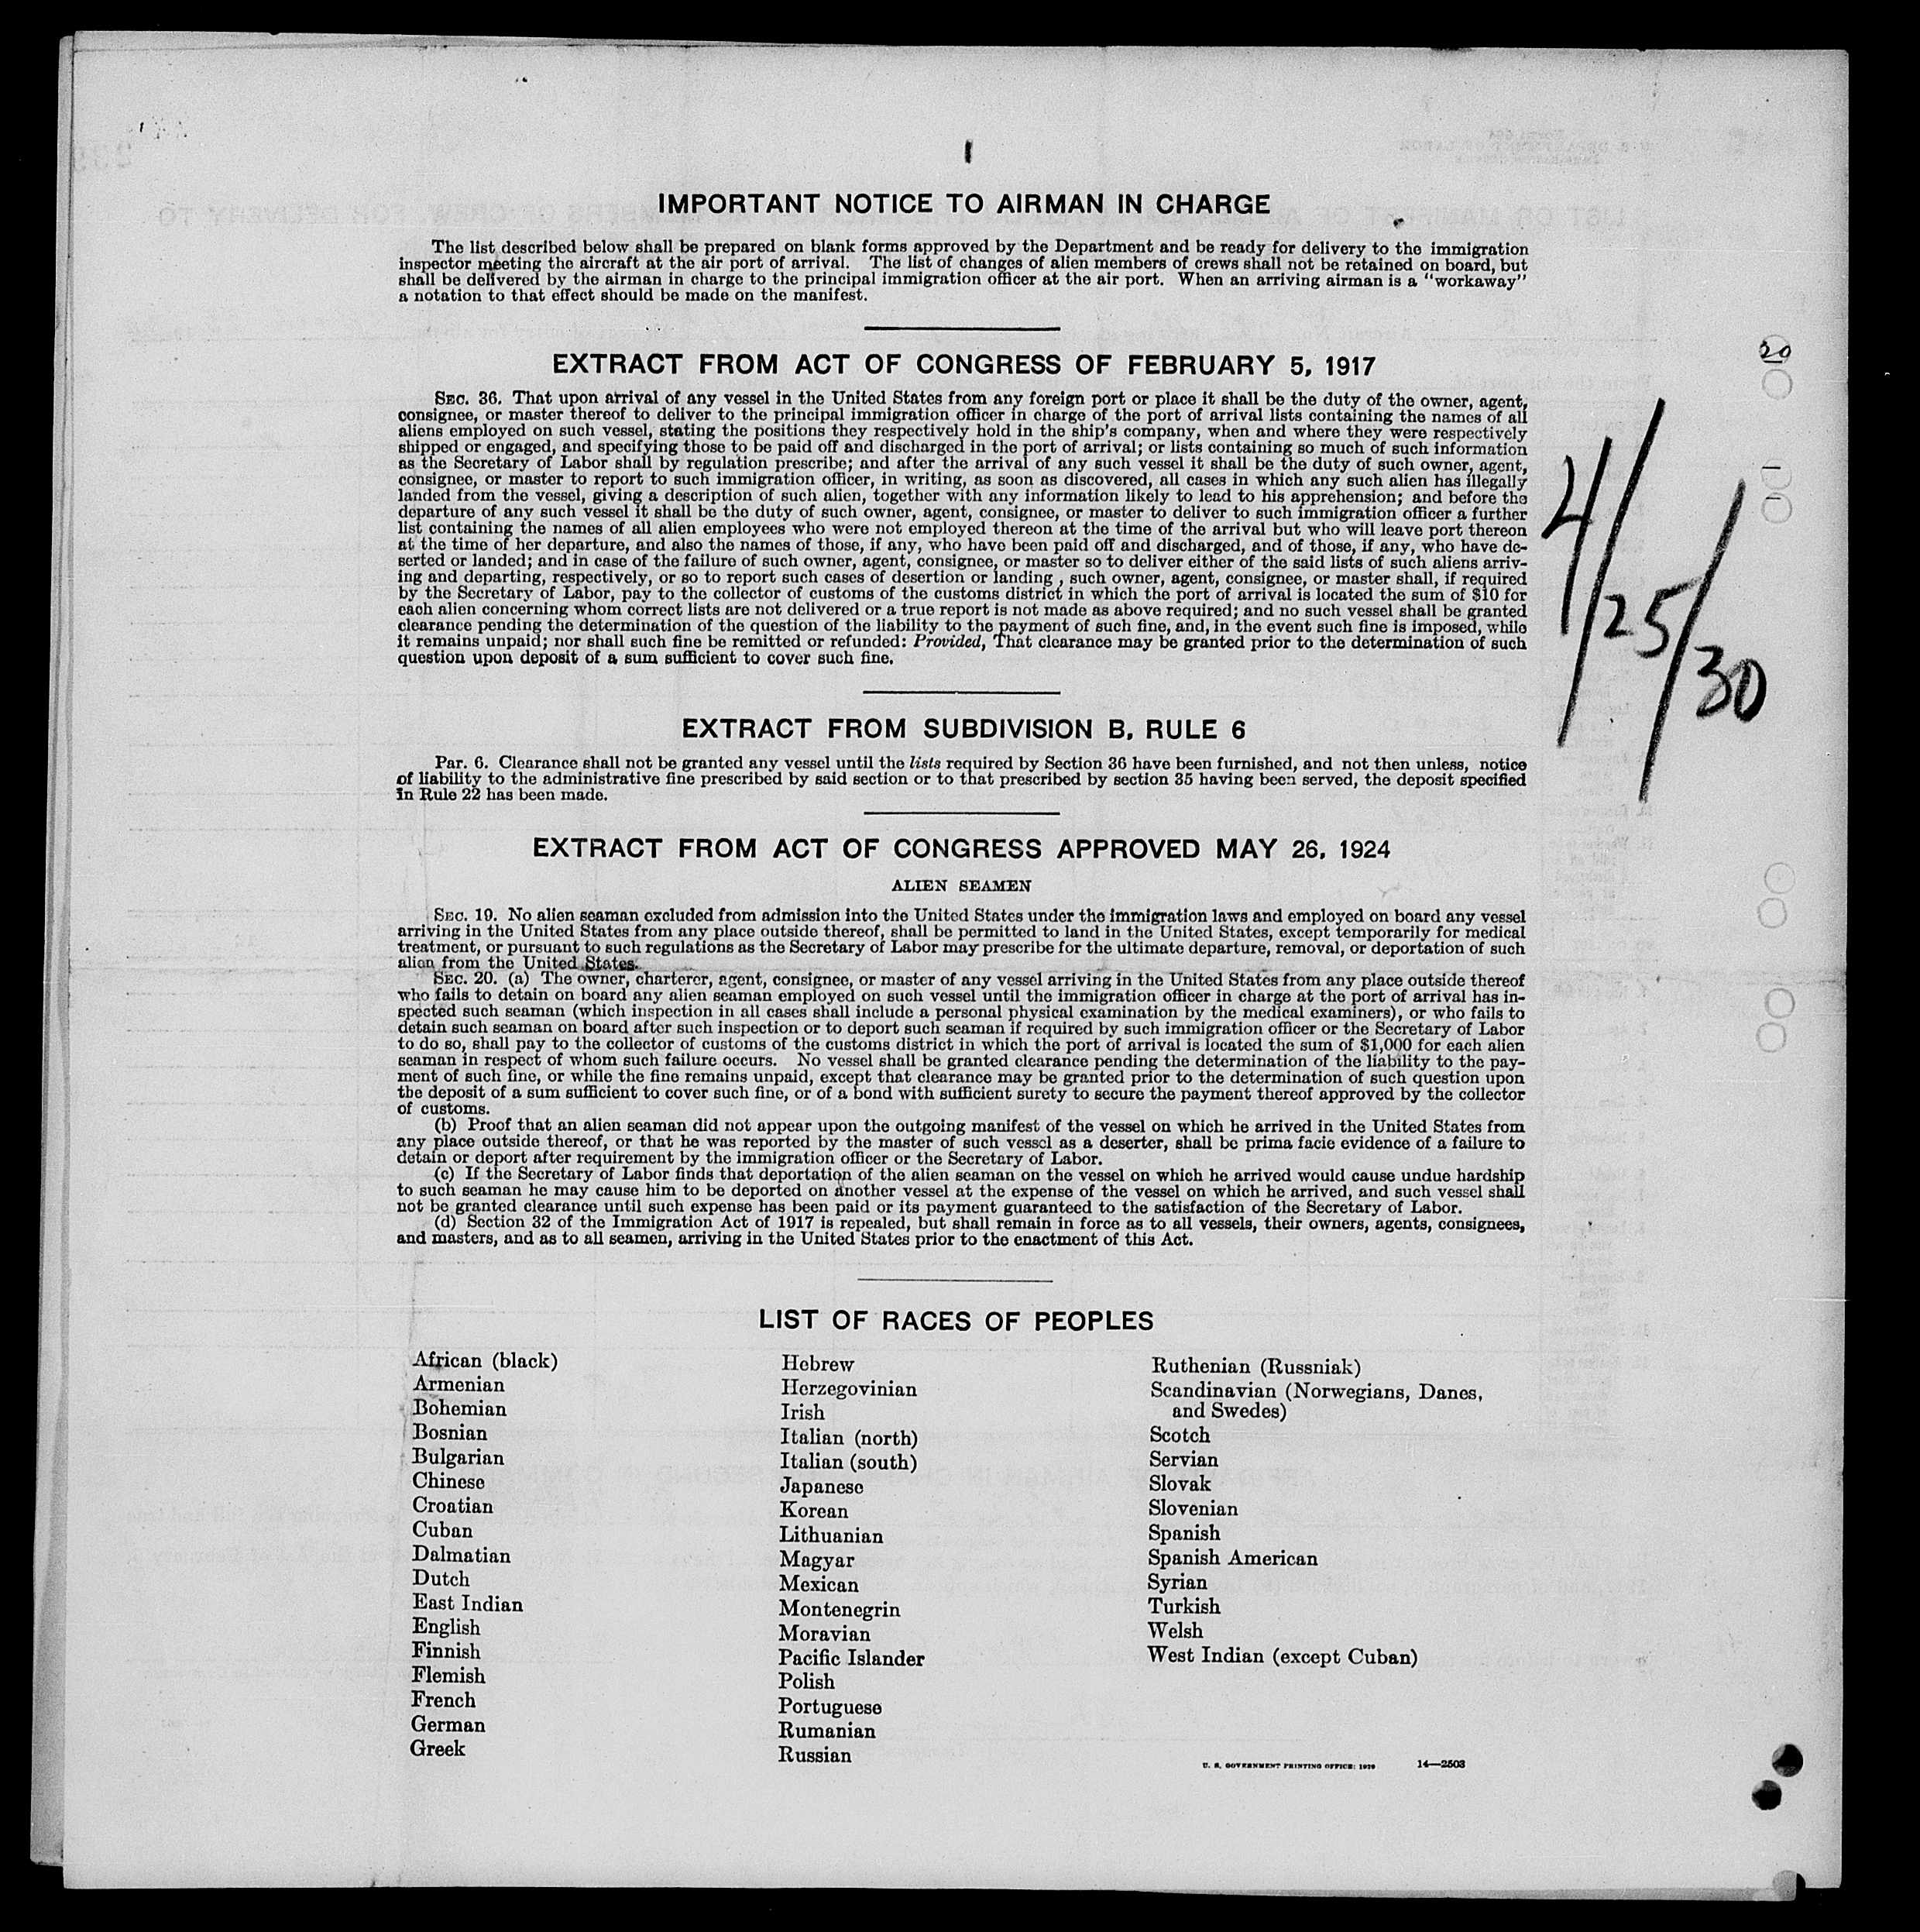 IMPORTANT NOTICE TO AIRMAN IN CHARGE
The list described below shall be prepared on blank forms approved by the Department and be ready for delivery to the immigration
inspector meeting the aircraft at the air port of arrival. The list of changes of alien members of crews shall not be retained on board, but
shall be delivered by the airman in charge to the principal immigration officer at the air port. When an arriving airman is a “workaway”
a notation to that effect should be made on the manifest.
EXTRACT FROM ACT OF CONGRESS OF FEBRUARY 5, 1917
SEC. 36. That upon arrival of any vessel in the United States from any foreign port or place it shall be the duty of the owner, agent,
consignee, or master thereof to deliver to the principal immigration officer in charge of the port of arrival lists containing the names of all
aliens employed on such vessel, stating the positions they respectively hold in the ship's company, when and where they were respectively
shipped or engaged, and specifying those to be paid off and discharged in the port of arrival; or lists containing so much of such information
as the Secretary of Labor shall by regulation prescribe; and after the arrival of any such vessel it shall be the duty of such owner, agent,
consignee, or master to report to such immigration officer, in writing, as soon as discovered, all cases in which any such alien has illegally
landed from the vessel, giving a description of such alien, together with any information likely to lead to his apprehension; and before the
departure of any such vessel it shall be the duty of such owner, agent, consignee, or master to deliver to such immigration officer a further
list containing the names of all alien employees who were not employed thereon at the time of the arrival but who will leave port thereon
at the time of her departure, and also the names of those, if any, who have been paid off and discharged, and of those, if any, who have de-
serted or landed; and in case of the failure of such owner, agent, consignee, or master so to deliver either of the said lists of such aliens arriv-
ing and departing, respectively, or so to report such cases of desertion or landing , such owner, agent, consignee, or master shall, if required
by the Secretary of Labor, pay to the collector of customs of the customs district in which the port of arrival is located the sum of $10 for
each alien concerning whom correct lists are not delivered or a true report is not made as above required; and no such vessel shall be granted
clearance pending the determination of the question of the liability to the payment of such fine, and, in the event such fine is imposed, while
it remains unpaid; nor shall such fine be remitted or refunded: Provided, That clearance may be granted prior to the determination of such
question upon deposit of a sum sufficient to cover such fine.
20
4/25/30
EXTRACT FROM SUBDIVISION B, RULE 6
Par. 6. Clearance shall not be granted any vessel until the lists required by Section 36 have been furnished, and not then unless, notice
of liability to the administrative fine prescribed by said section or to that prescribed by section 35 having been served, the deposit specified
in Rule 22 has been made.
EXTRACT FROM ACT OF CONGRESS APPROVED MAY 26, 1924
ALIEN SEAMEN
SEC. 19. No alien seaman excluded from admission into the United States under the immigration laws and employed on board any vessel
arriving in the United States from any place outside thereof, shall be permitted to land in the United States, except temporarily for medical
treatment, or pursuant to such regulations as the Secretary of Labor may prescribe for the ultimate departure, removal, or deportation of such
alien from the United States.
SEC. 20. (a) The owner, charterer, agent, consignee, or master of any vessel arriving in the United States from any place outside thereof
who fails to detain on board any alien seaman employed on such vessel until the immigration officer in charge at the port of arrival has in-
spected such seaman (which inspection in all cases shall include a personal physical examination by the medical examiners), or who fails to
detain such seaman on board after such inspection or to deport such seaman if required by such immigration officer or the Secretary of Labor
to do so, shall pay to the collector of customs of the customs district in which the port of arrival is located the sum of $1,000 for each alien
seaman in respect of whom such failure occurs. No vessel shall be granted clearance pending the determination of the liability to the pay-
ment of such fine, or while the fine remains unpaid, except that clearance may be granted prior to the determination of such question upon
the deposit of a sum sufficient to cover such fine, or of a bond with sufficient surety to secure the payment thereof approved by the collector
of customs.
(b) Proof that an alien seaman did not appear upon the outgoing manifest of the vessel on which he arrived in the United States from
any place outside thereof, or that he was reported by the master of such vessel as a deserter, shall be prima facie evidence of a failure to
detain or deport after requirement by the immigration officer or the Secretary of Labor.
(c) If the Secretary of Labor finds that deportation of the alien seaman on the vessel on which he arrived would cause undue hardship
to such seaman he may cause him to be deported on another vessel at the expense of the vessel on which he arrived, and such vessel shall
not be granted clearance until such expense has been paid or its payment guaranteed to the satisfaction of the Secretary of Labor.
(d) Section 32 of the Immigration Act of 1917 is repealed, but shall remain in force as to all vessels, their owners, agents, consignees,
and masters, and as to all seamen, arriving in the United States prior to the enactment of this Act.
LIST OF RACES OF PEOPLES
African (black)
Armenian
Bohemian
Bosnian
Bulgarian
Chinese
Croatian
Cuban
Dalmatian
Dutch
East Indian
English
Finnish
Flemish
French
German
Greek
Hebrew
Herzegovinian
Irish
Italian (north)
Italian (south)
Japanese
Korean
Lithuanian
Magyar
Mexican
Montenegrin
Moravian
Pacific Islander
Polish
Portuguese
Rumanian
Russian
Ruthenian (Russniak)
Scandinavian (Norwegians, Danes,
and Swedes)
Scotch
Servian
Slovak
Slovenian
Spanish
Spanish American
Syrian
Turkish
Welsh
West Indian (except Cuban)
U. S. GOVERNMENT PRINTING OFFICE: 1929 14—2503